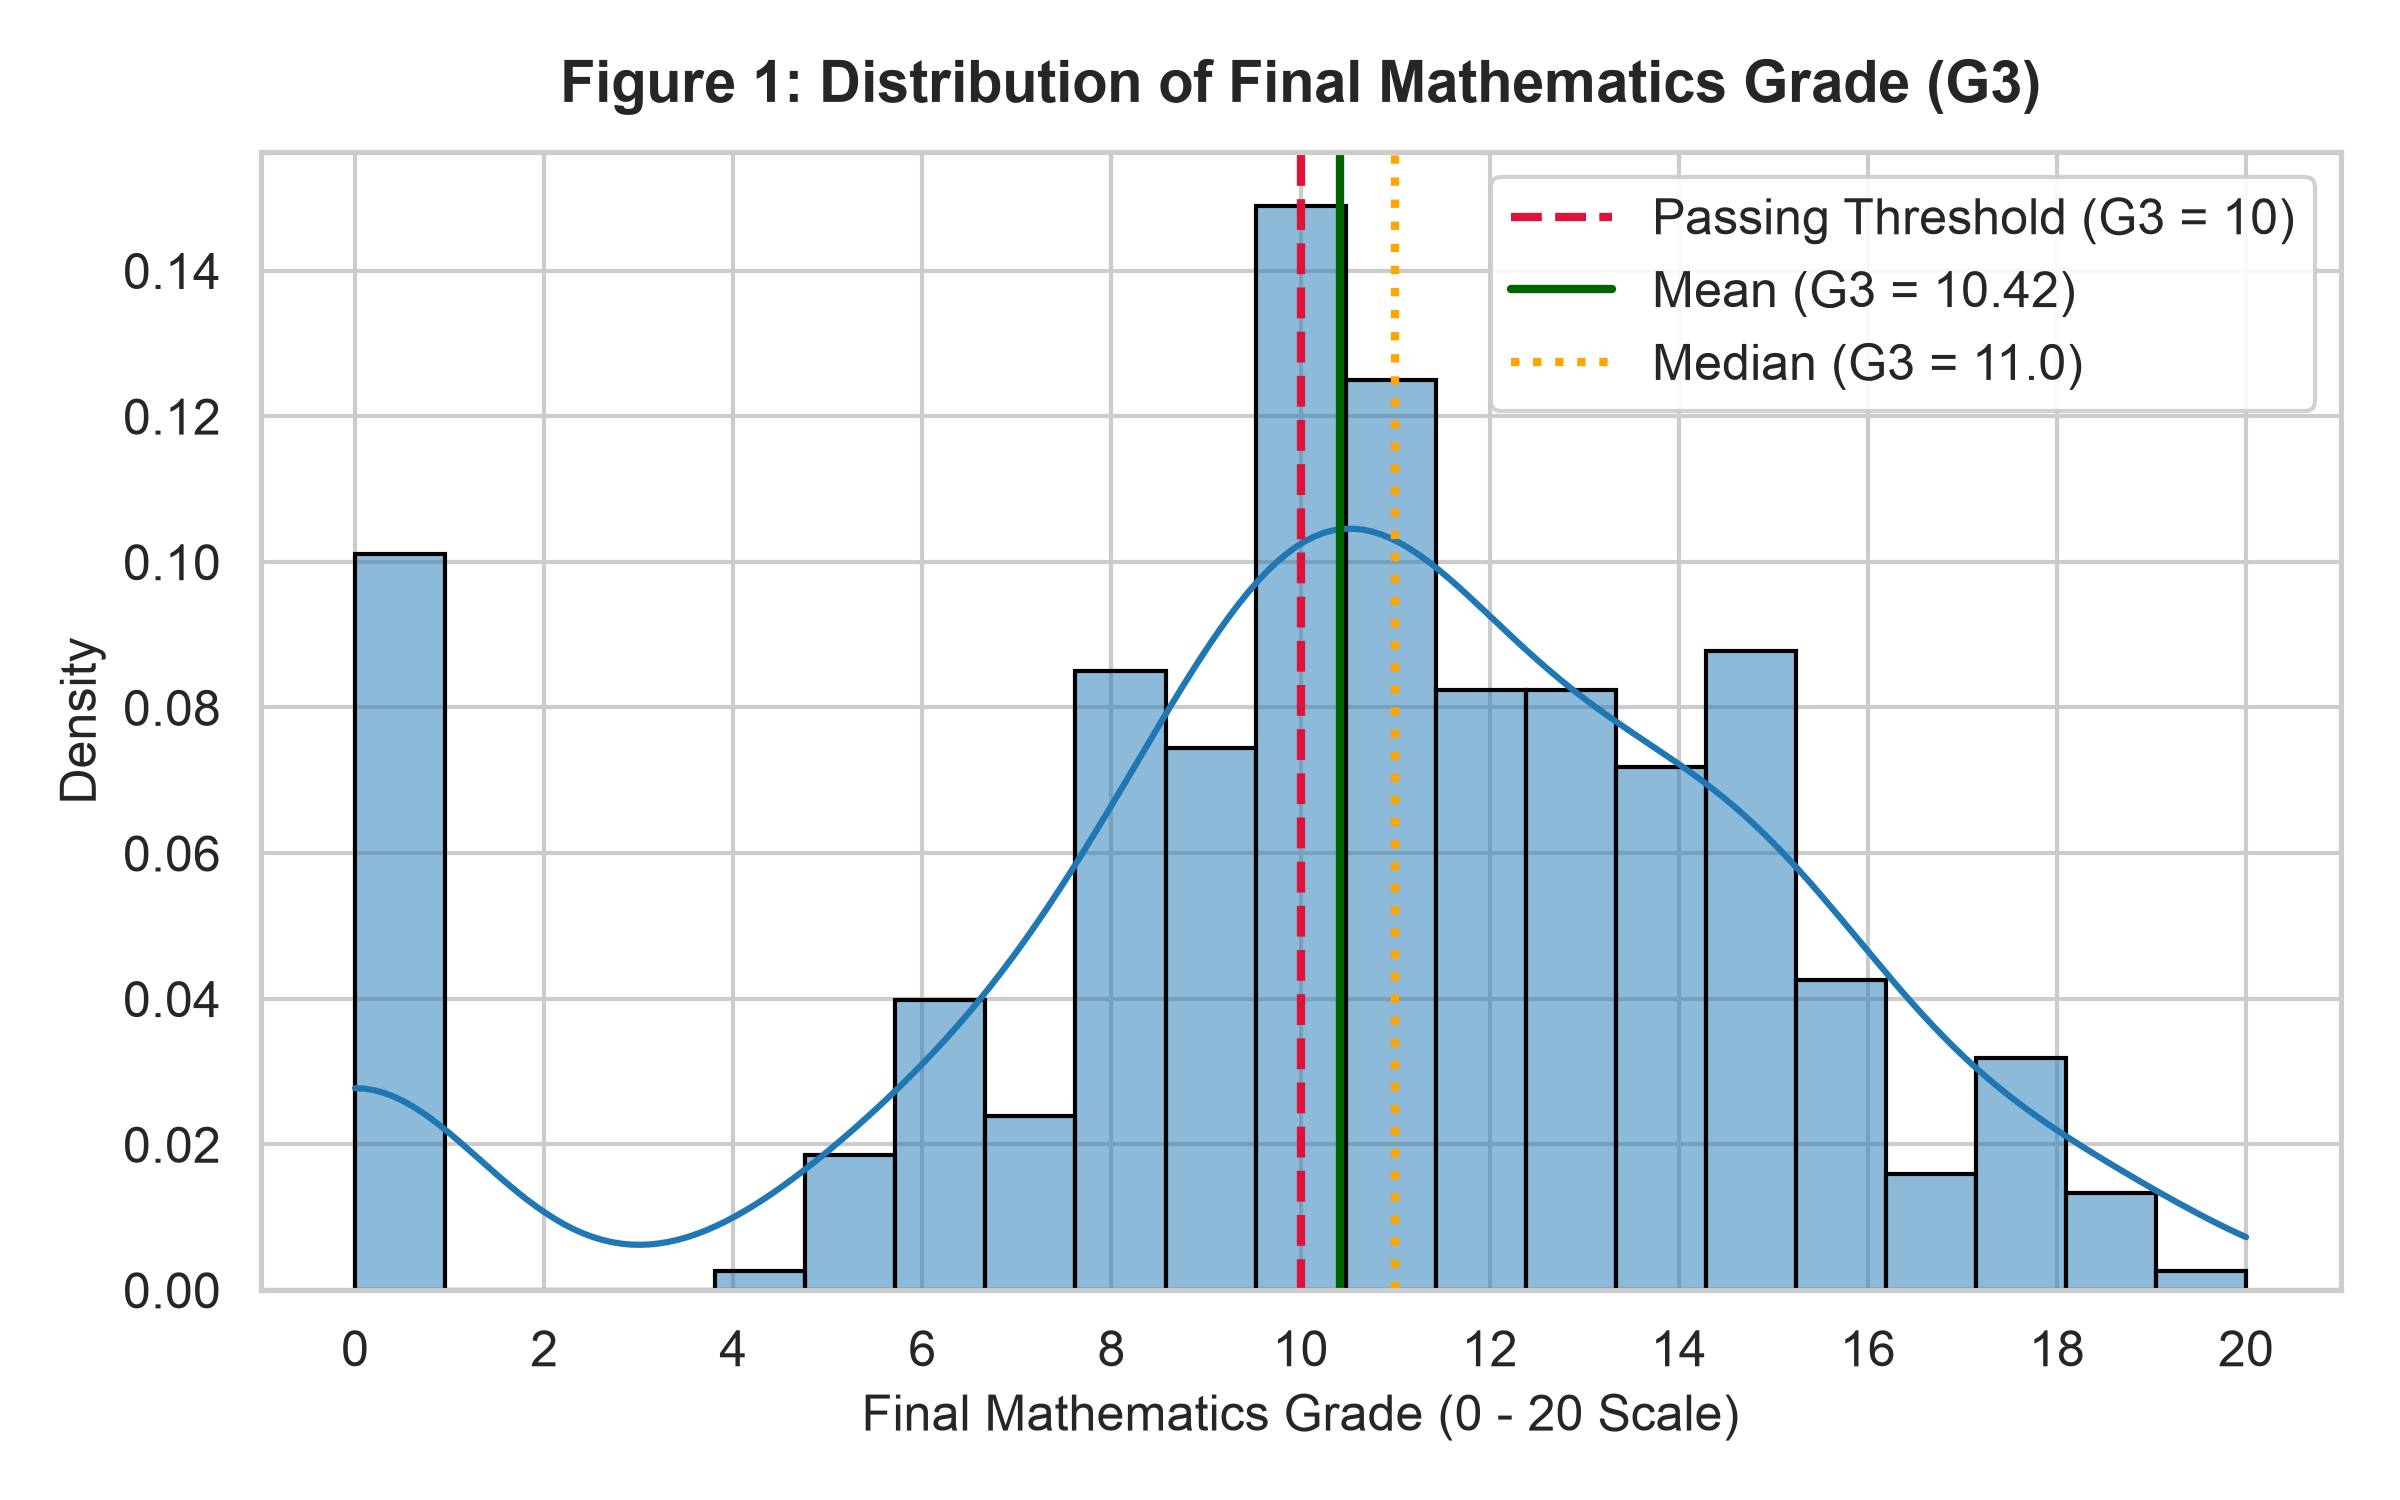 Figure 1: Distribution of Final Mathematics Grade (G3)
Passing Threshold (G3 = 10)
Mean (G3 = 10.42)
Median (G3 = 11.0)
Density
0.14
0.12
0.10
0.08
0.06
0.04
0.02
0.00
0 2 4 6 8 10 12 14 16 18 20
Final Mathematics Grade (0 - 20 Scale)